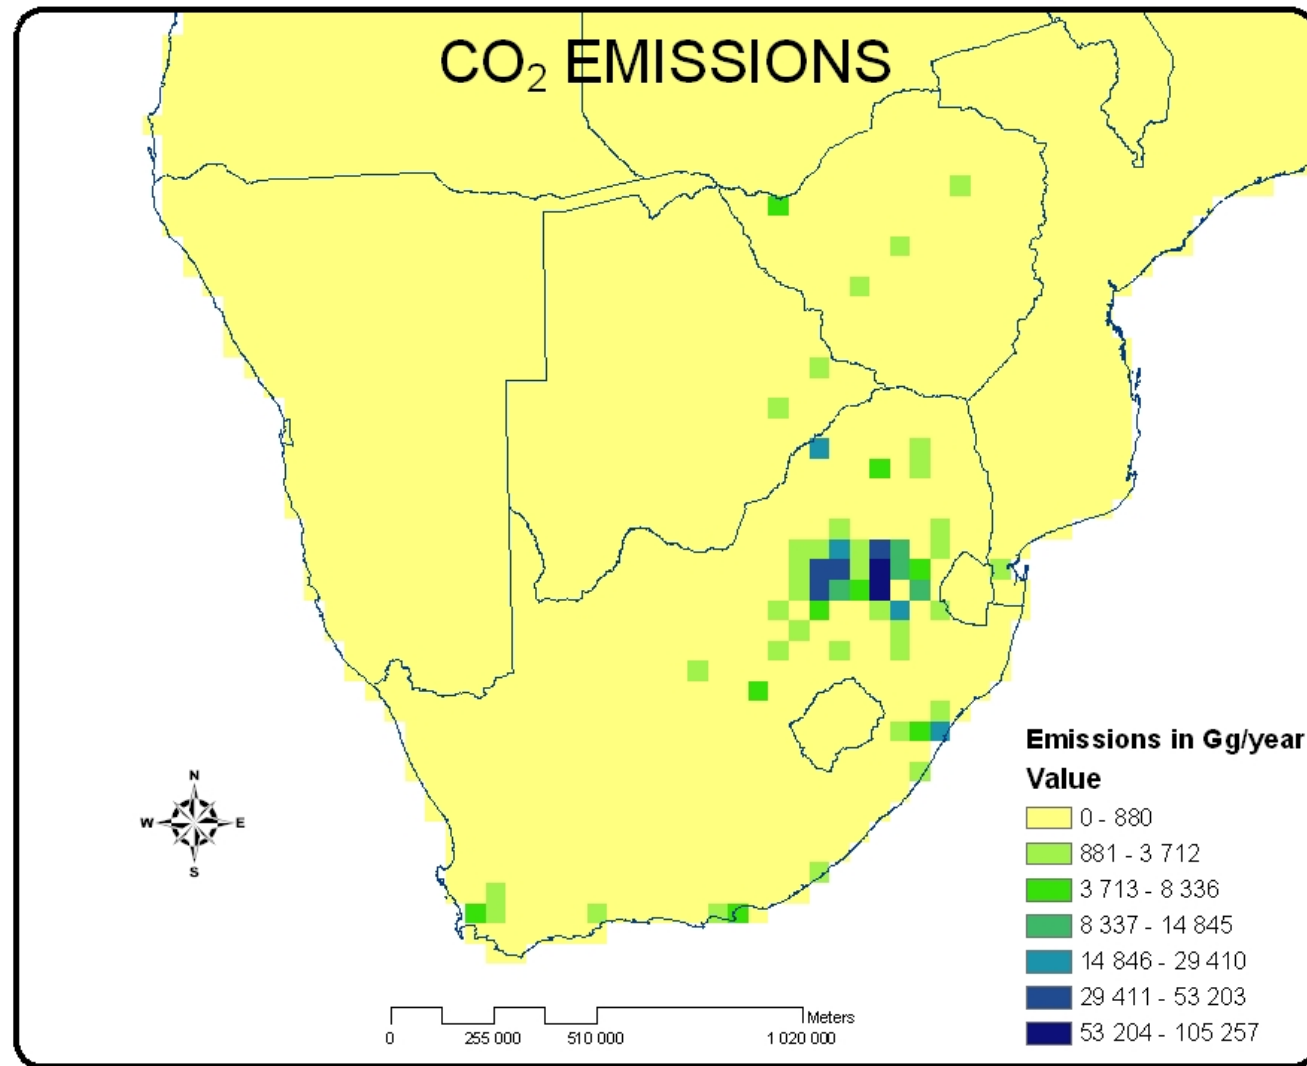 CO₂ EMISSIONS
Emissions in Gg/year
Value
0 - 880
881 - 3 712
3 713 - 8 336
8 337 - 14 845
14 846 - 29 410
29 411 - 53 203
53 204 - 105 257
N
W E
S
Meters
0 255 000 510 000 1 020 000